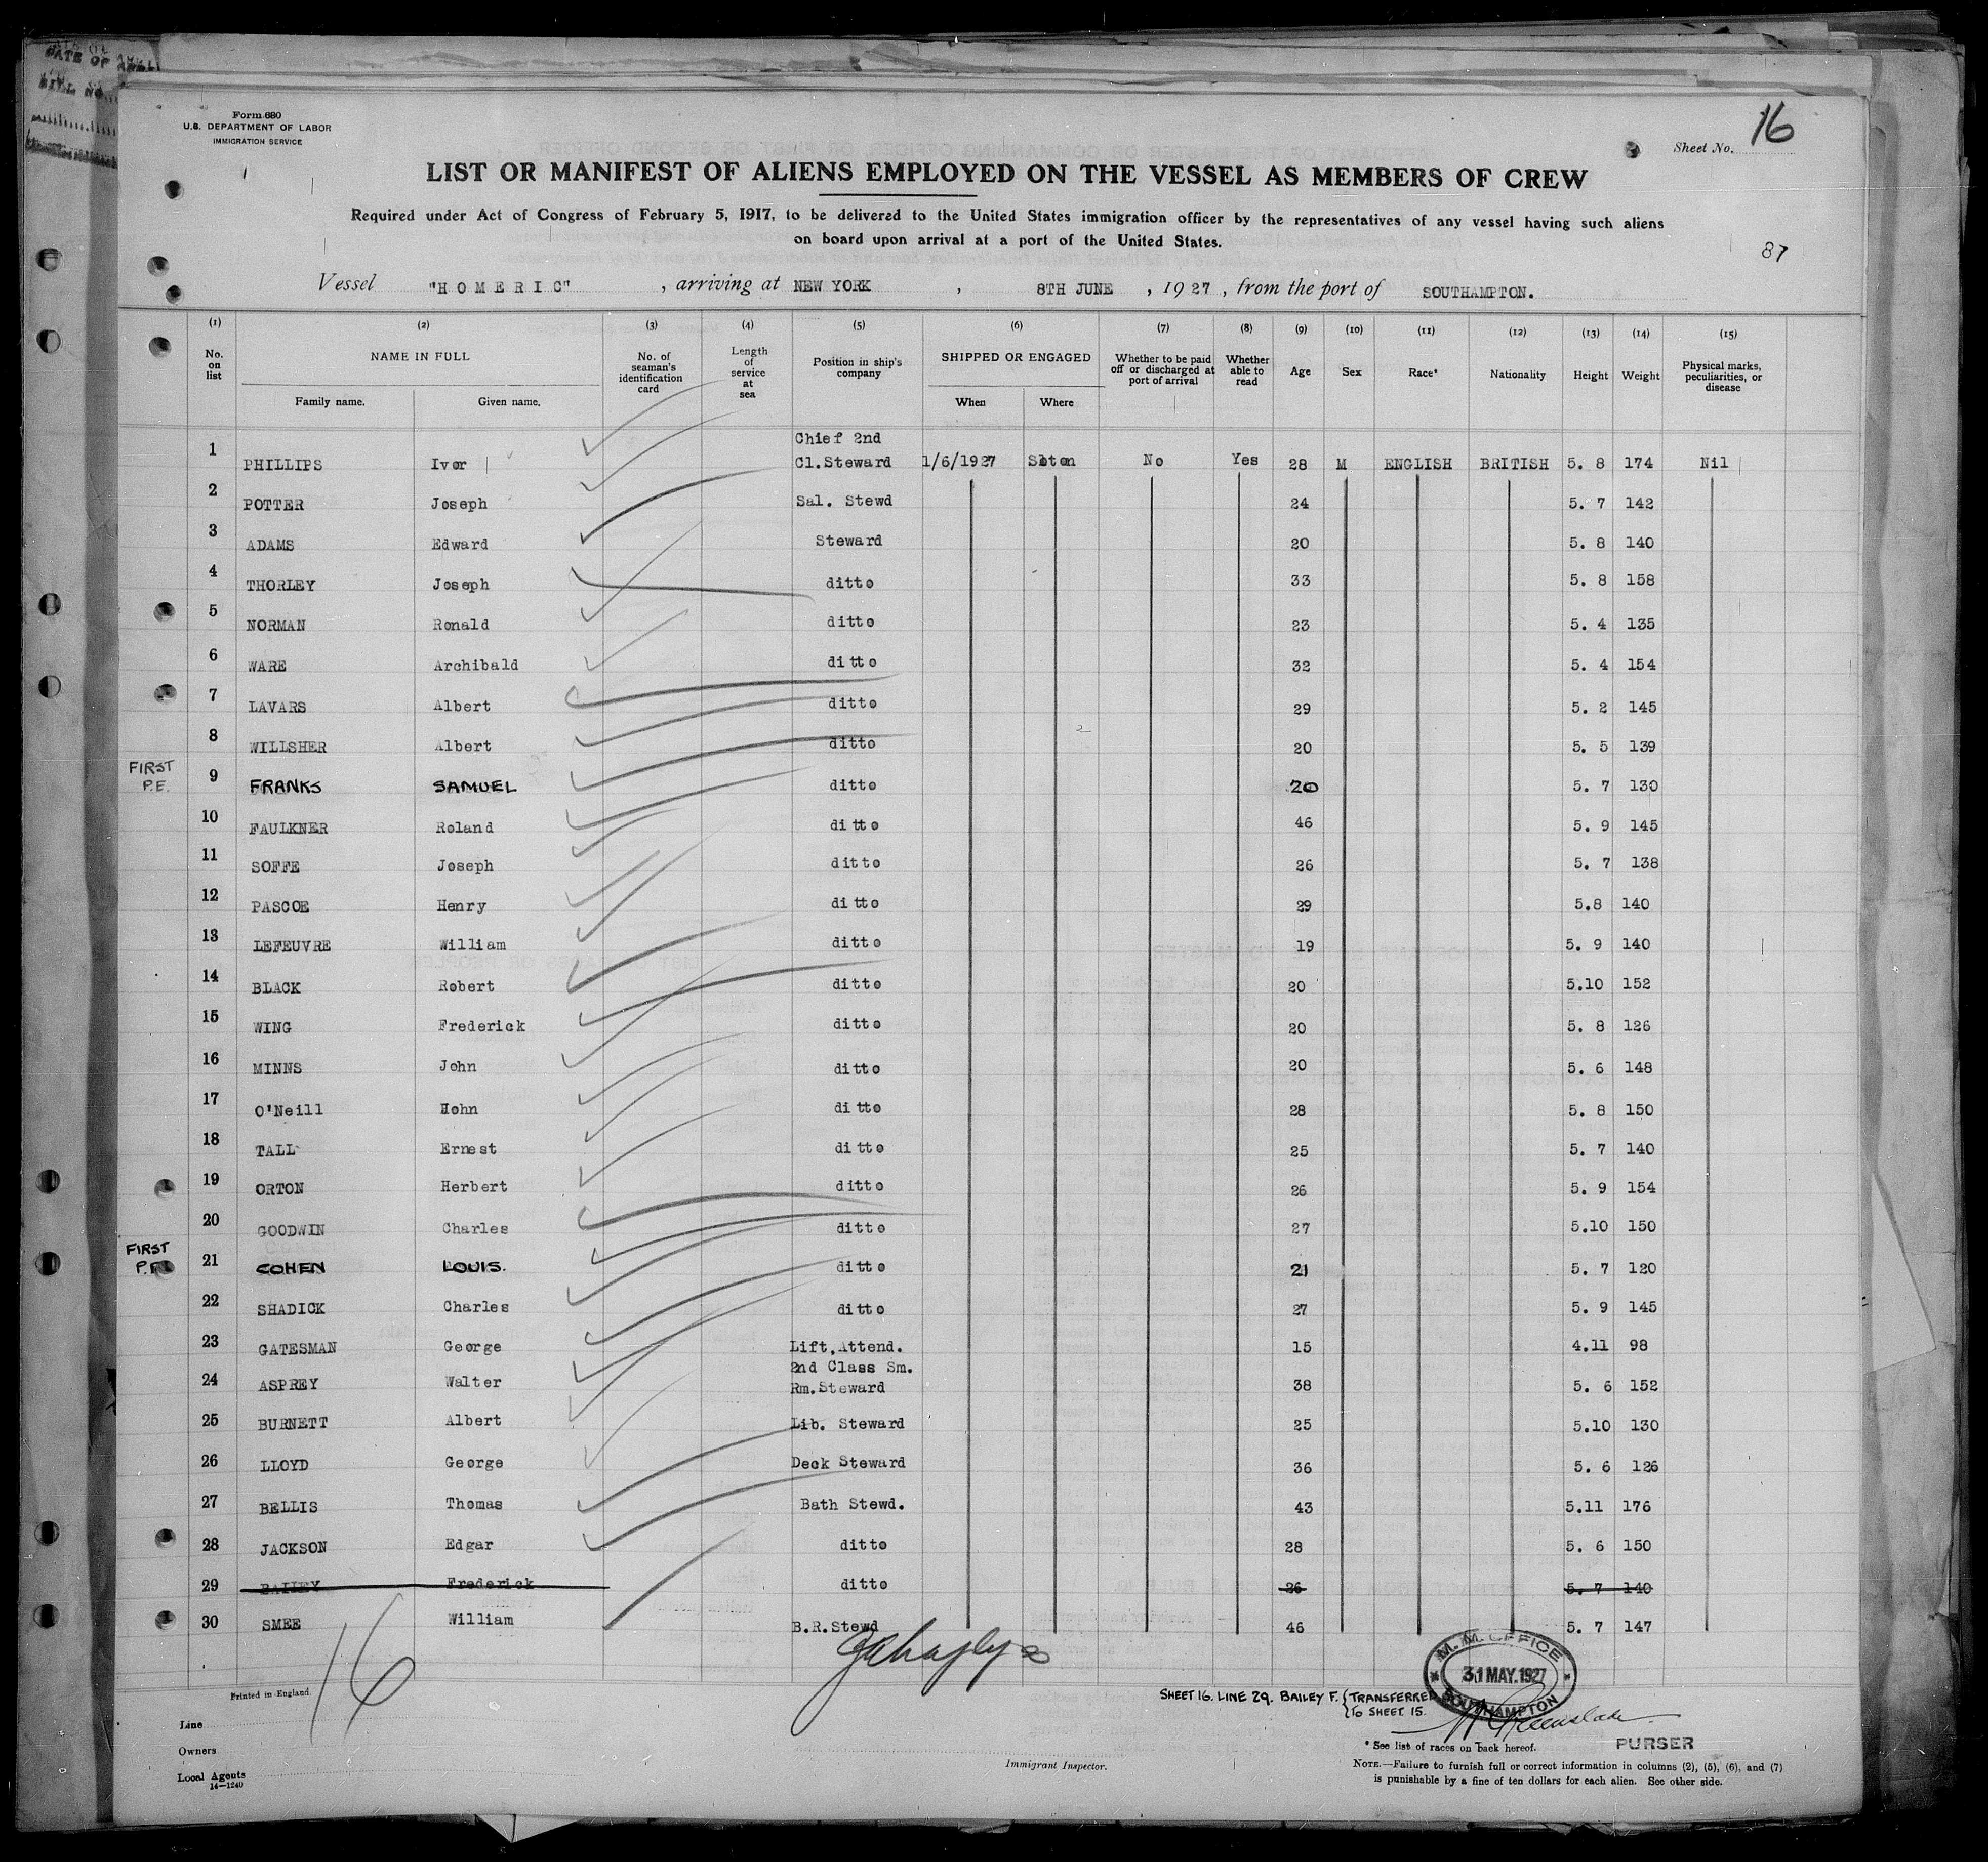 DATE OF
BILL NO.
Form 680
U.S. DEPARTMENT OF LABOR
IMMIGRATION SERVICE
Sheet No. 16
LIST OR MANIFEST OF ALIENS EMPLOYED ON THE VESSEL AS MEMBERS OF CREW
Required under Act of Congress of February 5, 1917, to be delivered to the United States immigration officer by the representatives of any vessel having such aliens
on board upon arrival at a port of the United States.
87
Vessel "HOMERIC" , arriving at NEW YORK , 8TH JUNE , 1927 , from the port of SOUTHAMPTON.
(1) (2) (3) (4) (5) (6) (7) (8) (9) (10) (11) (12) (13) (14) (15)
No. on list NAME IN FULL Family name. Given name. No. of seaman's identification card Length of service at sea Position in ship's company SHIPPED OR ENGAGED When Where Whether to be paid off or discharged at port of arrival Whether able to read Age Sex Race* Nationality Height Weight Physical marks, peculiarities, or disease
1 PHILLIPS Ivor Chief 2nd Cl.Steward 1/6/1927 Soton No Yes 28 M ENGLISH BRITISH 5. 8 174 Nil
2 POTTER Joseph Sal. Stewd 24 5. 7 142
3 ADAMS Edward Steward 20 5. 8 140
4 THORLEY Joseph ditto 33 5. 8 158
5 NORMAN Ronald ditto 23 5. 4 135
6 WARE Archibald ditto 32 5. 4 154
7 LAVARS Albert ditto 29 5. 2 145
8 WILLSHER Albert ditto 20 5. 5 139
FIRST P.E. 9 FRANKS SAMUEL ditto 20 5. 7 130
10 FAULKNER Roland ditto 46 5. 9 145
11 SOFFE Joseph ditto 26 5. 7 138
12 PASCOE Henry ditto 29 5.8 140
13 LEFEUVRE William ditto 19 5. 9 140
14 BLACK Robert ditto 20 5.10 152
15 WING Frederick ditto 20 5. 8 126
16 MINNS John ditto 20 5. 6 148
17 O'Neill Hohn ditto 28 5. 8 150
18 TALL Ernest ditto 25 5. 7 140
19 ORTON Herbert ditto 26 5. 9 154
20 GOODWIN Charles ditto 27 5.10 150
FIRST P.E. 21 COHEN LOUIS. ditto 21 5. 7 120
22 SHADICK Charles ditto 27 5. 9 145
23 GATESMAN George Lift.Attend. 15 4.11 98
24 ASPREY Walter 2nd Class Sm. Rm.Steward 38 5. 6 152
25 BURNETT Albert Lib. Steward 25 5.10 130
26 LLOYD George Deck Steward 36 5. 6 126
27 BELLIS Thomas Bath Stewd. 43 5.11 176
28 JACKSON Edgar ditto 28 5. 6 150
29 BAILEY Frederick ditto 26 5. 7 140
30 SMEE William B.R.Stewd 46 5. 7 147
16
M.M. OFFICE
31 MAY.1927
SOUTHAMPTON
Printed in England.
SHEET 16. LINE 29. BAILEY F. {TRANSFERRED
TO SHEET 15.
Line
Owners
Local Agents
14—1240
Immigrant Inspector.
* See list of races on back hereof.
PURSER
NOTE.—Failure to furnish full or correct information in columns (2), (5), (6), and (7)
is punishable by a fine of ten dollars for each alien. See other side.